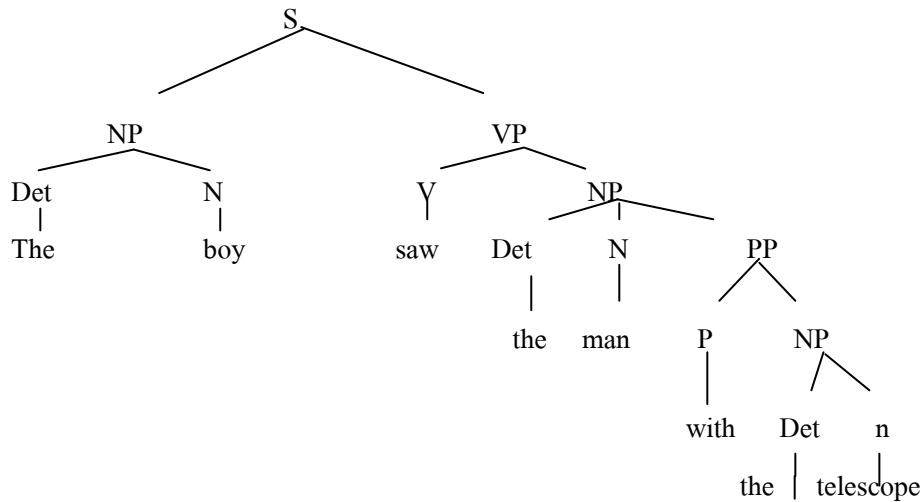 S
NP VP
Det N V NP
The boy saw Det N PP
the man P NP
with Det n
the telescope